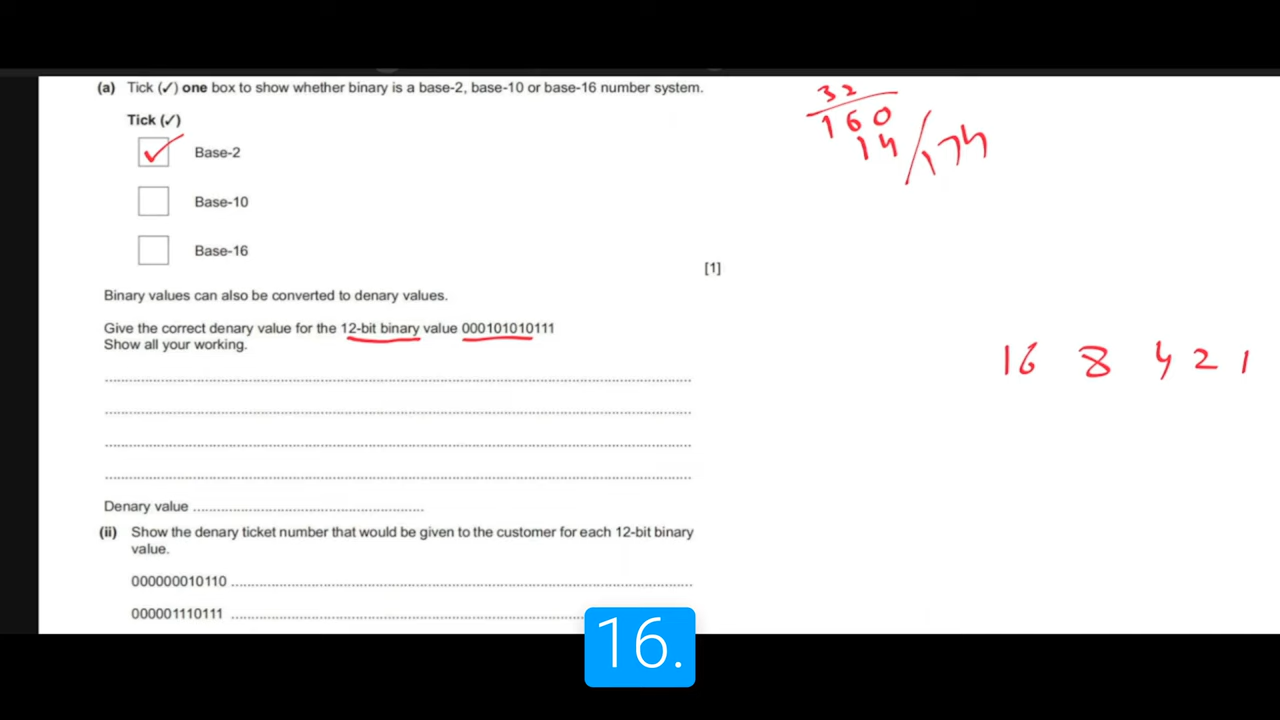 (a) Tick (✓) one box to show whether binary is a base-2, base-10 or base-16 number system.
Tick (✓)
✓ Base-2
Base-10
Base-16
[1]
32
160
14 / 174
Binary values can also be converted to denary values.
Give the correct denary value for the 12-bit binary value 000101010111
Show all your working.
16 8 4 2 1
Denary value
(ii) Show the denary ticket number that would be given to the customer for each 12-bit binary
value.
000000010110
000001110111
16.